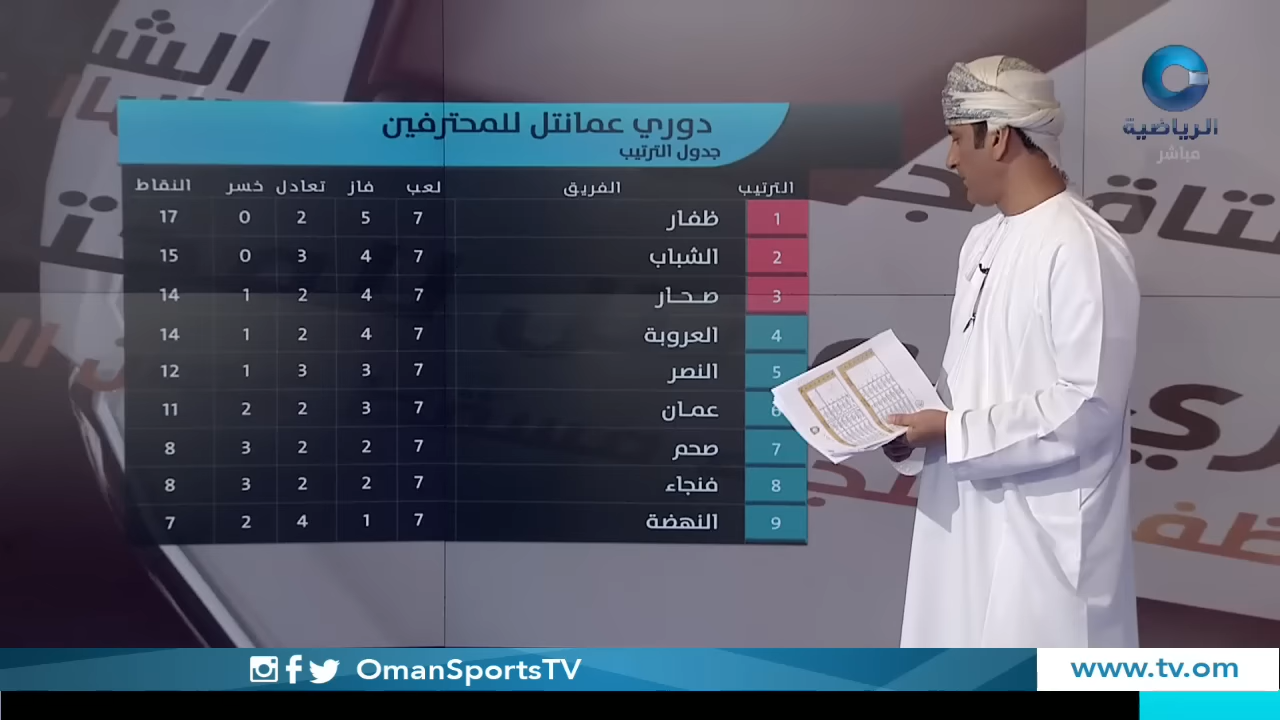 الرياضية
مباشر
دوري عمانتل للمحترفين
جدول الترتيب
الترتيب الفريق لعب فاز تعادل خسر النقاط
1 ظفار 7 5 2 0 17
2 الشباب 7 4 3 0 15
3 صحار 7 4 2 1 14
4 العروبة 7 4 2 1 14
5 النصر 7 3 3 1 12
6 عمان 7 3 2 2 11
7 صحم 7 2 2 3 8
8 فنجاء 7 2 2 3 8
9 النهضة 7 1 4 2 7
OmanSportsTV
www.tv.om